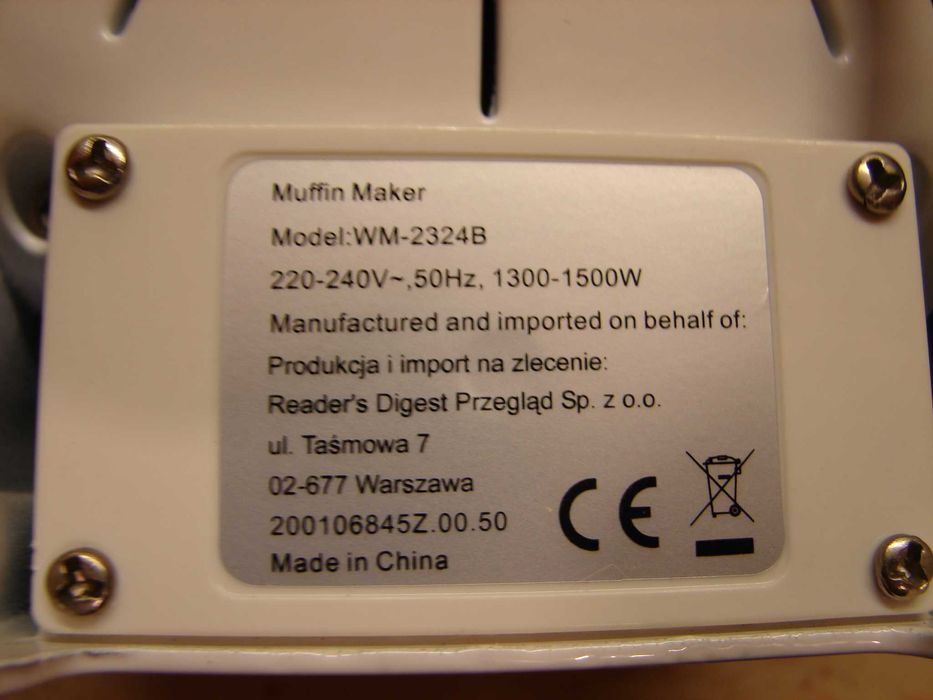 Muffin Maker
Model:WM-2324B
220-240V~,50Hz, 1300-1500W
Manufactured and imported on behalf of:
Produkcja i import na zlecenie:
Reader's Digest Przegląd Sp. z o.o.
ul. Taśmowa 7
02-677 Warszawa
200106845Z.00.50
Made in China
CE